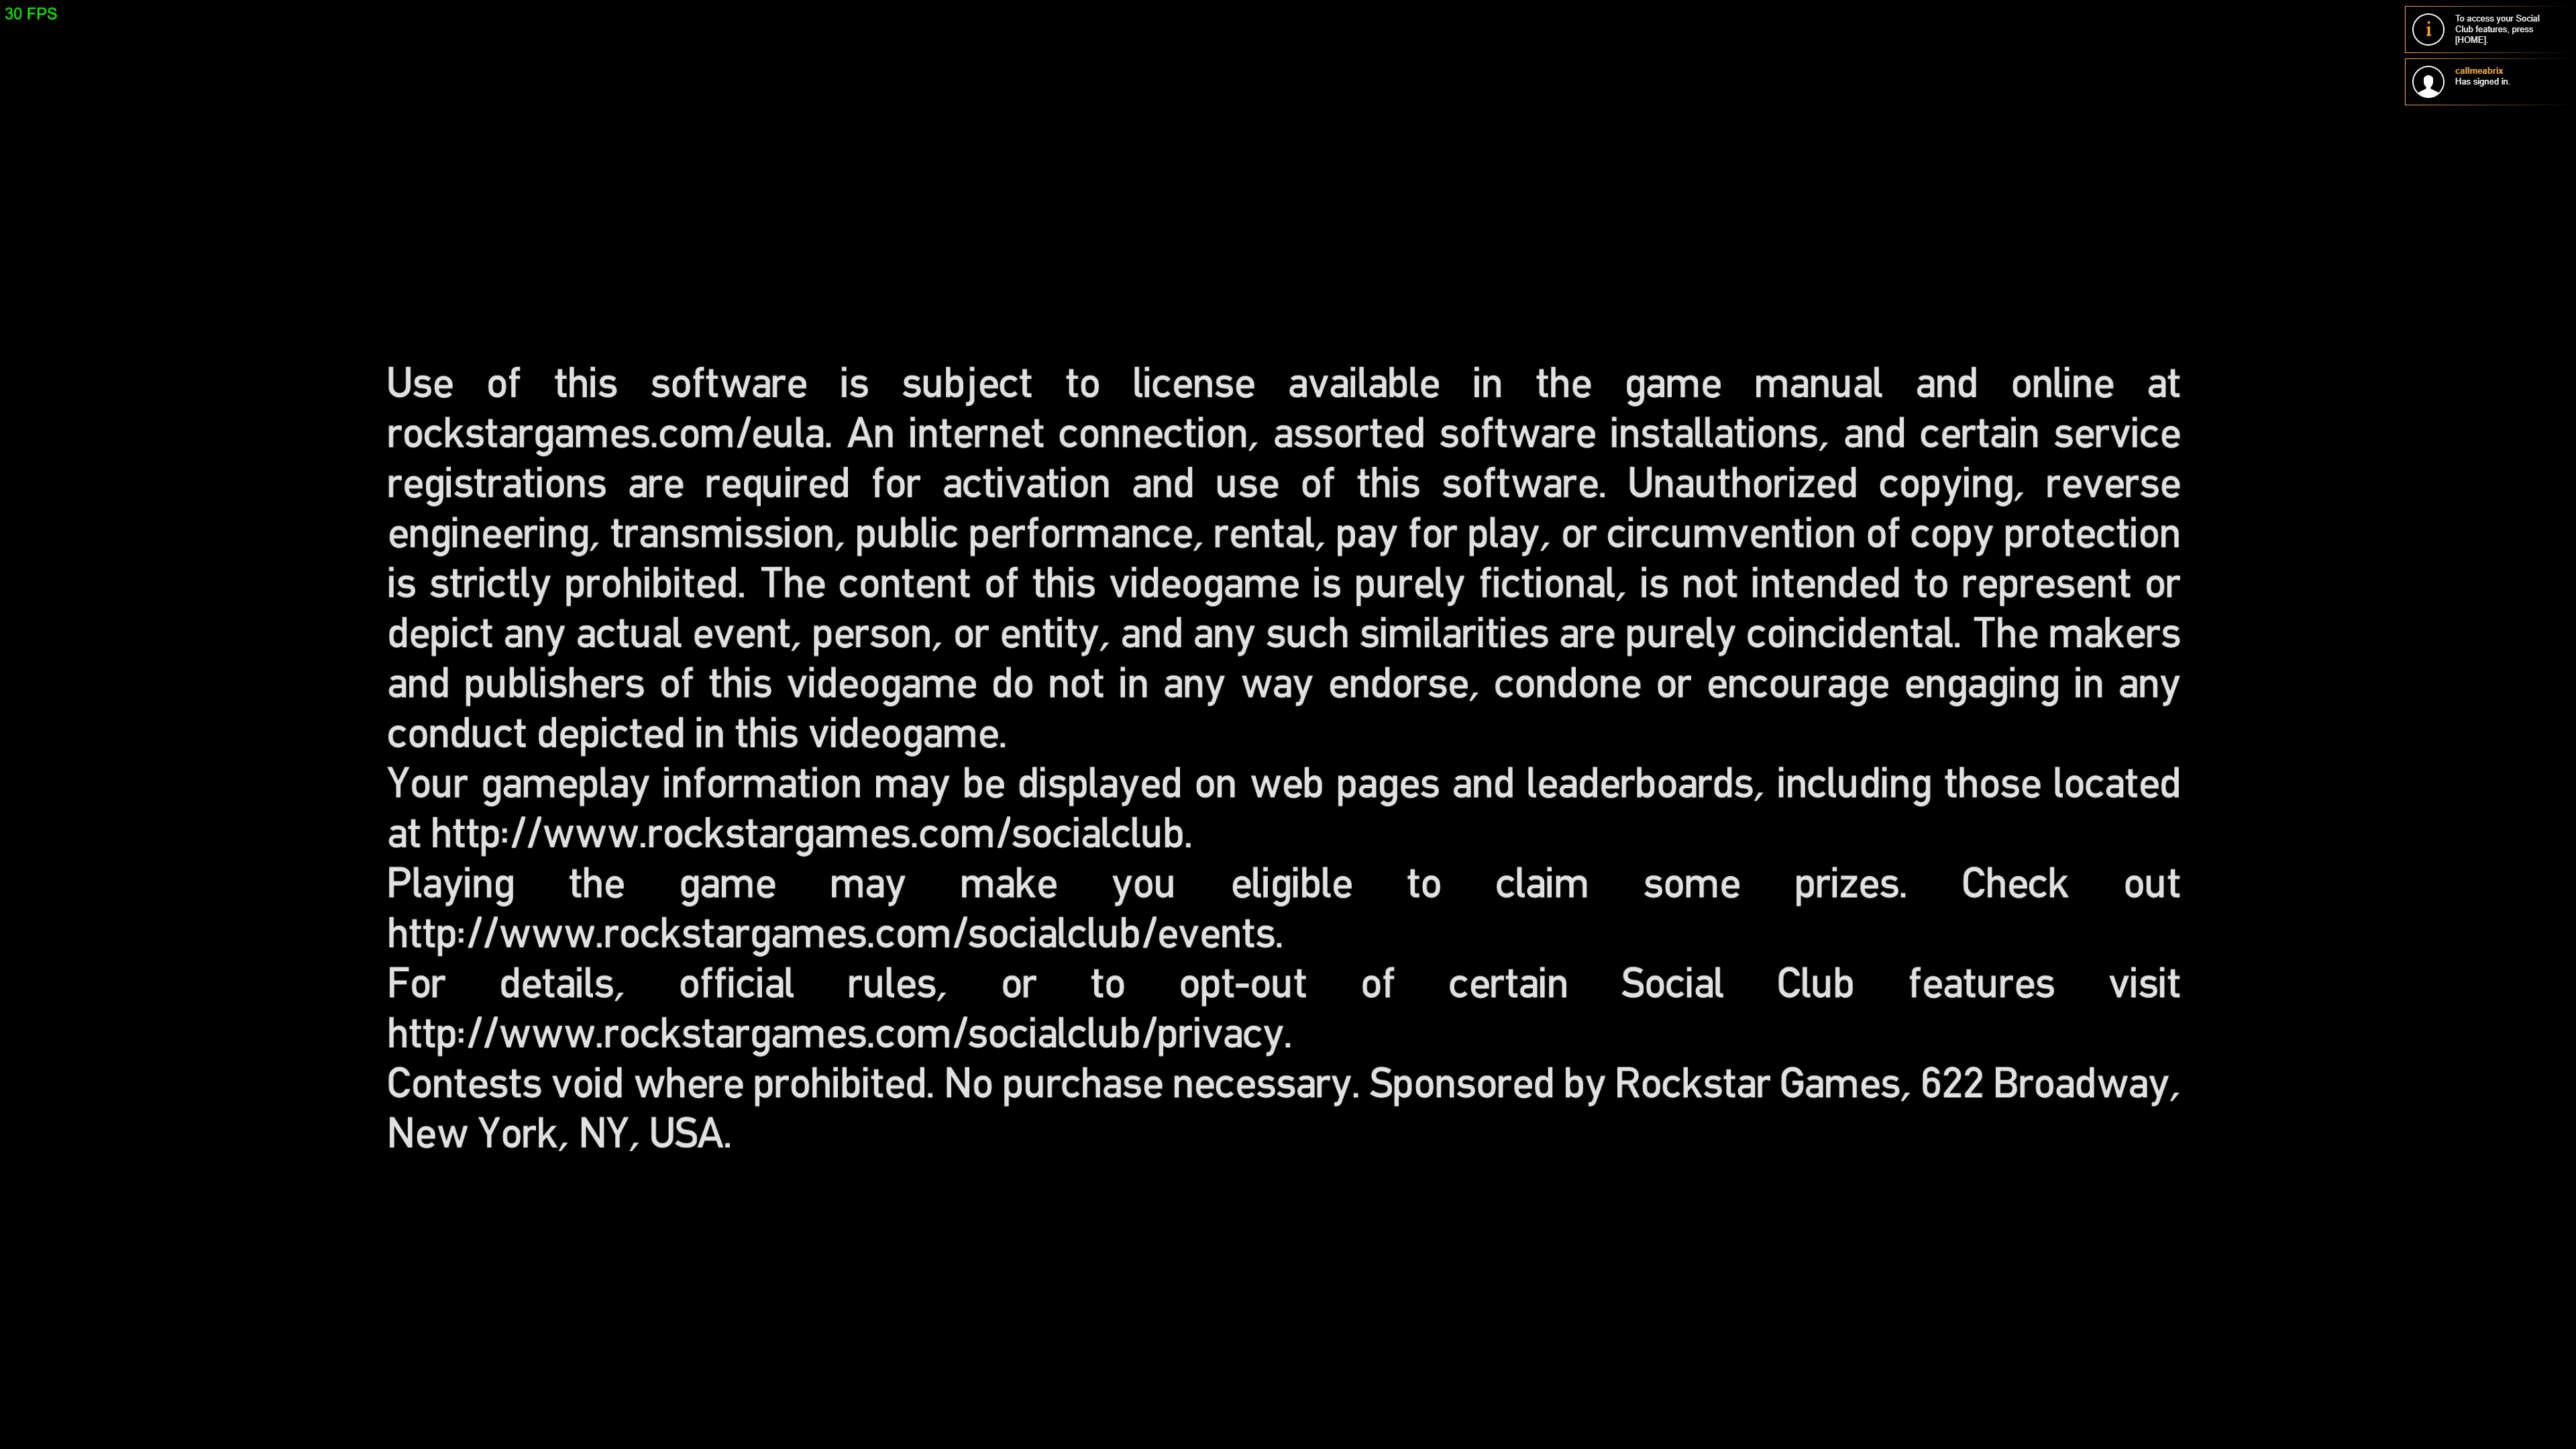 30 FPS
To access your Social
Club features, press
[HOME].
callmeabrix
Has signed in.
Use of this software is subject to license available in the game manual and online at
rockstargames.com/eula. An internet connection, assorted software installations, and certain service
registrations are required for activation and use of this software. Unauthorized copying, reverse
engineering, transmission, public performance, rental, pay for play, or circumvention of copy protection
is strictly prohibited. The content of this videogame is purely fictional, is not intended to represent or
depict any actual event, person, or entity, and any such similarities are purely coincidental. The makers
and publishers of this videogame do not in any way endorse, condone or encourage engaging in any
conduct depicted in this videogame.
Your gameplay information may be displayed on web pages and leaderboards, including those located
at http://www.rockstargames.com/socialclub.
Playing the game may make you eligible to claim some prizes. Check out
http://www.rockstargames.com/socialclub/events.
For details, official rules, or to opt-out of certain Social Club features visit
http://www.rockstargames.com/socialclub/privacy.
Contests void where prohibited. No purchase necessary. Sponsored by Rockstar Games, 622 Broadway,
New York, NY, USA.